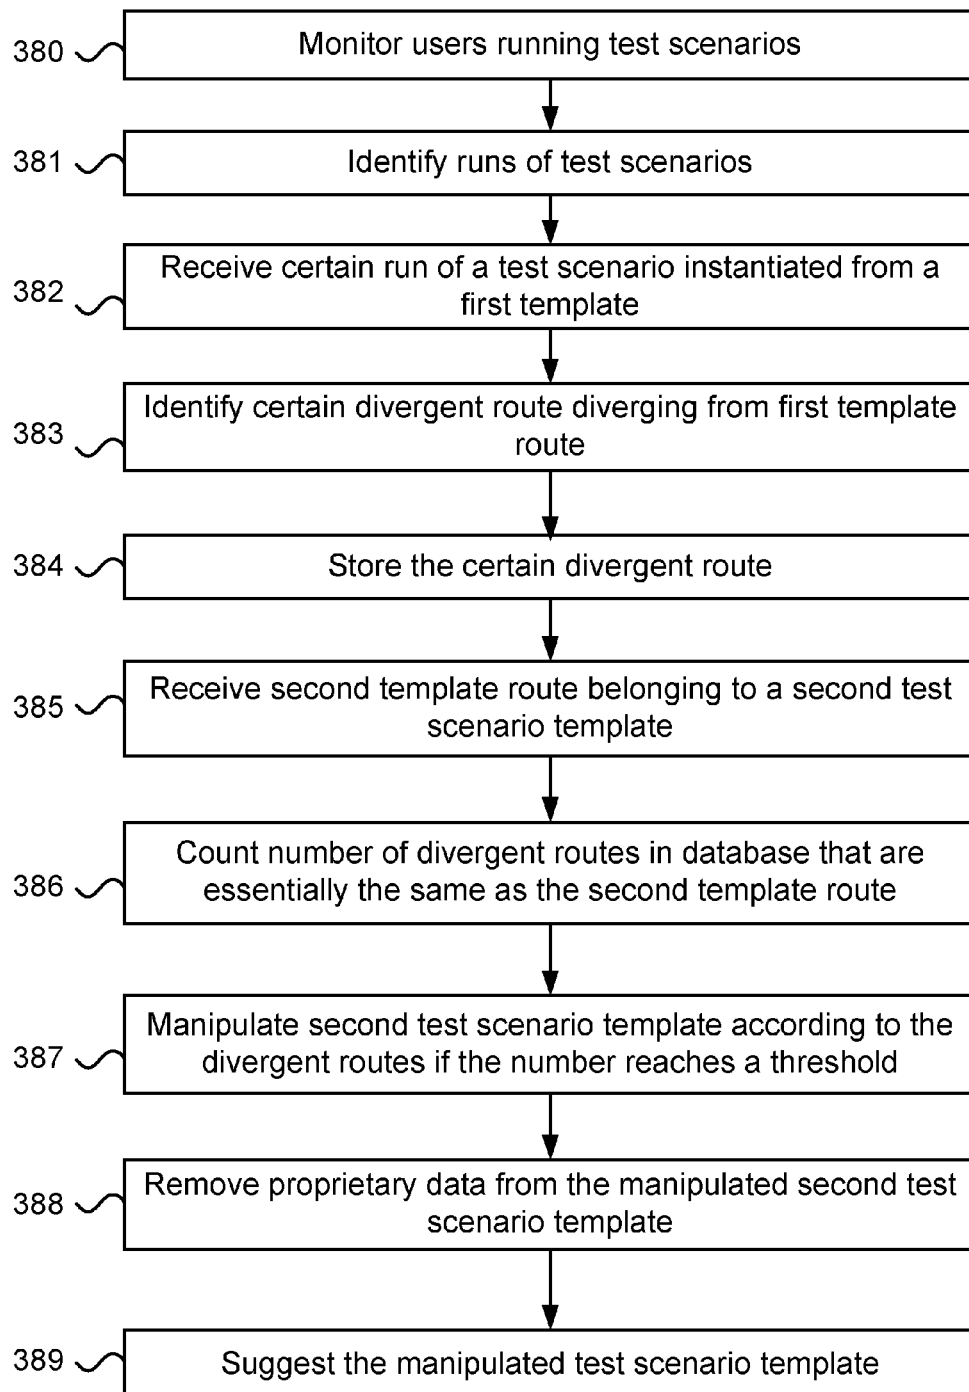 380
Monitor users running test scenarios
381
Identify runs of test scenarios
382
Receive certain run of a test scenario instantiated from a
first template
383
Identify certain divergent route diverging from first template
route
384
Store the certain divergent route
385
Receive second template route belonging to a second test
scenario template
386
Count number of divergent routes in database that are
essentially the same as the second template route
387
Manipulate second test scenario template according to the
divergent routes if the number reaches a threshold
388
Remove proprietary data from the manipulated second test
scenario template
389
Suggest the manipulated test scenario template